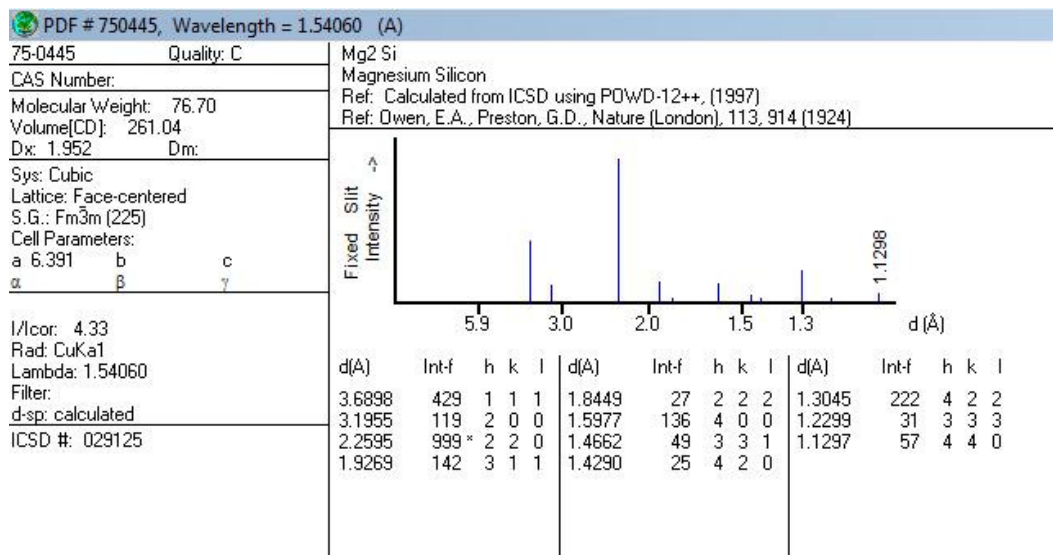 PDF # 750445, Wavelength = 1.54060 (A)
75-0445 Quality: C
CAS Number:
Molecular Weight: 76.70
Volume[CD]: 261.04
Dx: 1.952 Dm:
Sys: Cubic
Lattice: Face-centered
S.G.: Fm3̄m (225)
Cell Parameters:
a 6.391 b c
α β γ
I/Icor: 4.33
Rad: CuKa1
Lambda: 1.54060
Filter:
d-sp: calculated
ICSD #: 029125
Mg2 Si
Magnesium Silicon
Ref: Calculated from ICSD using POWD-12++, (1997)
Ref: Owen, E.A., Preston, G.D., Nature (London), 113, 914 (1924)
Fixed Slit
Intensity ->
1.1298
5.9 3.0 2.0 1.5 1.3 d (Å)
d(A) Int-f h k l d(A) Int-f h k l d(A) Int-f h k l
3.6898 429 1 1 1 1.8449 27 2 2 2 1.3045 222 4 2 2
3.1955 119 2 0 0 1.5977 136 4 0 0 1.2299 31 3 3 3
2.2595 999 * 2 2 0 1.4662 49 3 3 1 1.1297 57 4 4 0
1.9269 142 3 1 1 1.4290 25 4 2 0